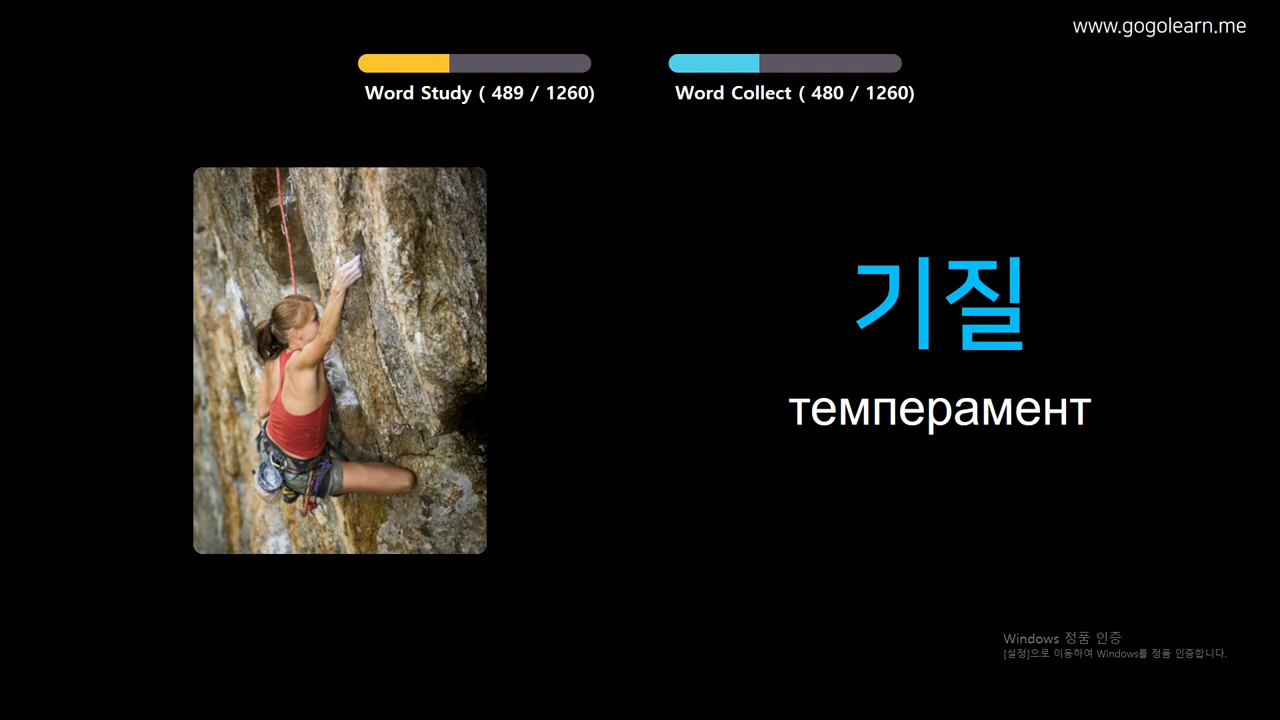 www.gogolearn.me
Word Study ( 489 / 1260)
Word Collect ( 480 / 1260)
기질
темперамент
Windows 정품 인증
[설정]으로 이동하여 Windows를 정품 인증합니다.